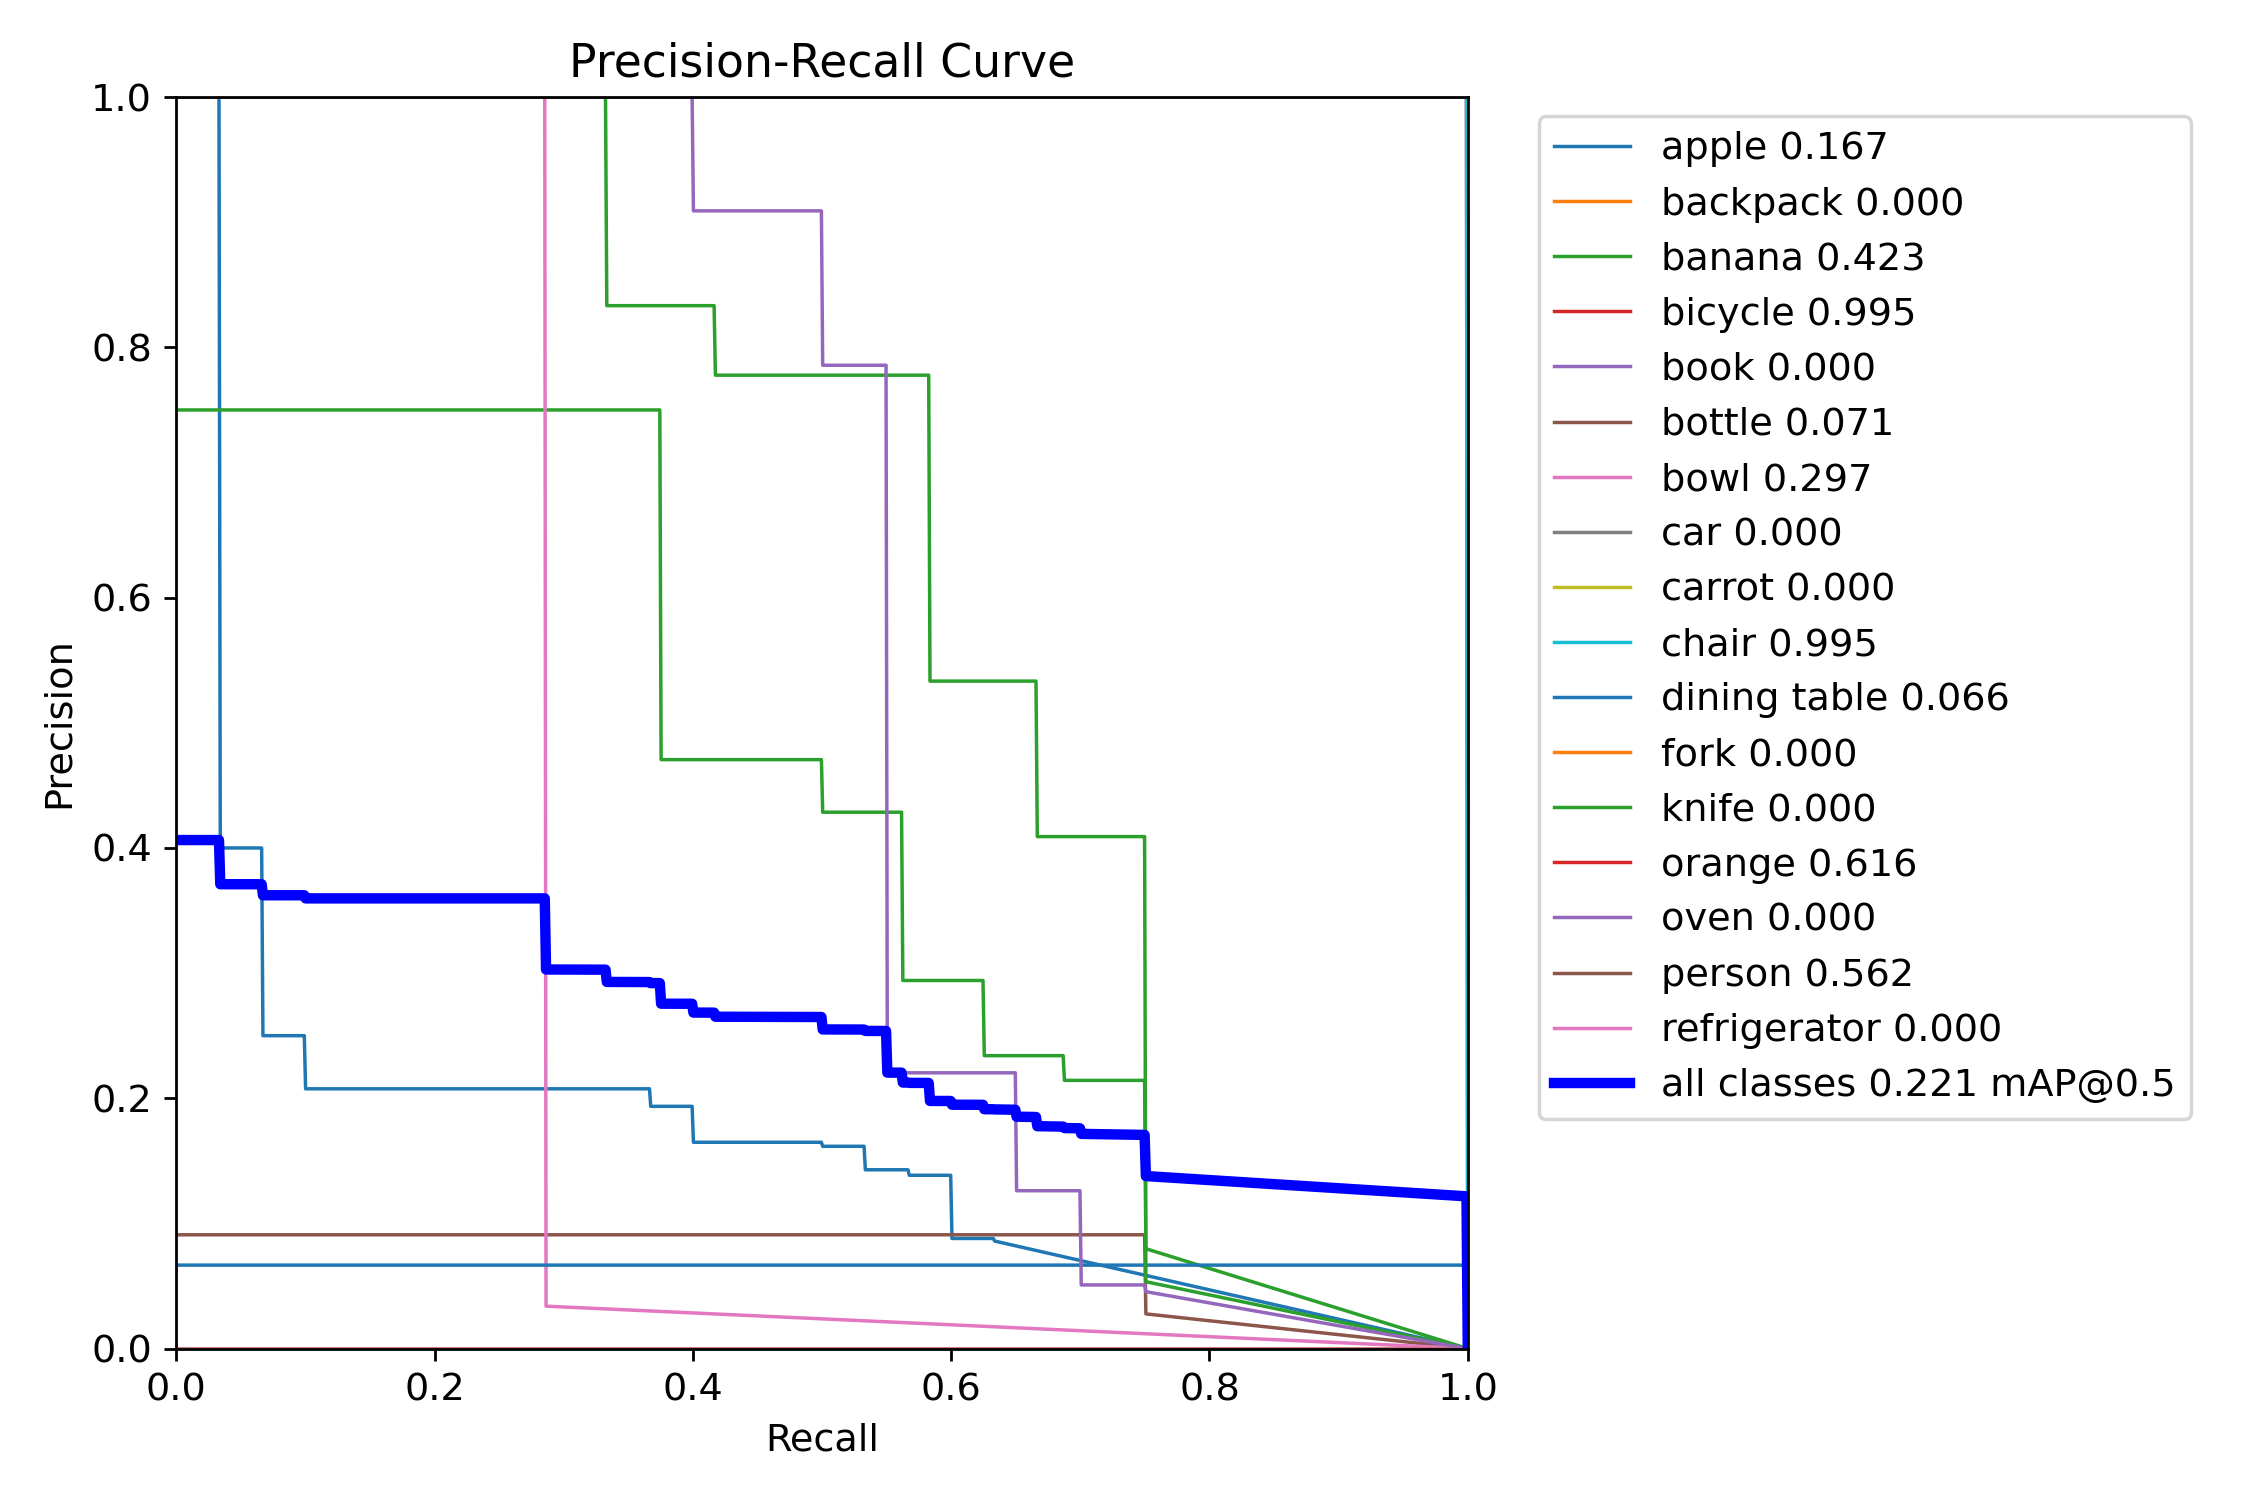 Precision-Recall Curve
1.0
0.8
0.6
0.4
0.2
0.0
Precision
0.0 0.2 0.4 0.6 0.8 1.0
Recall
apple 0.167
backpack 0.000
banana 0.423
bicycle 0.995
book 0.000
bottle 0.071
bowl 0.297
car 0.000
carrot 0.000
chair 0.995
dining table 0.066
fork 0.000
knife 0.000
orange 0.616
oven 0.000
person 0.562
refrigerator 0.000
all classes 0.221 mAP@0.5